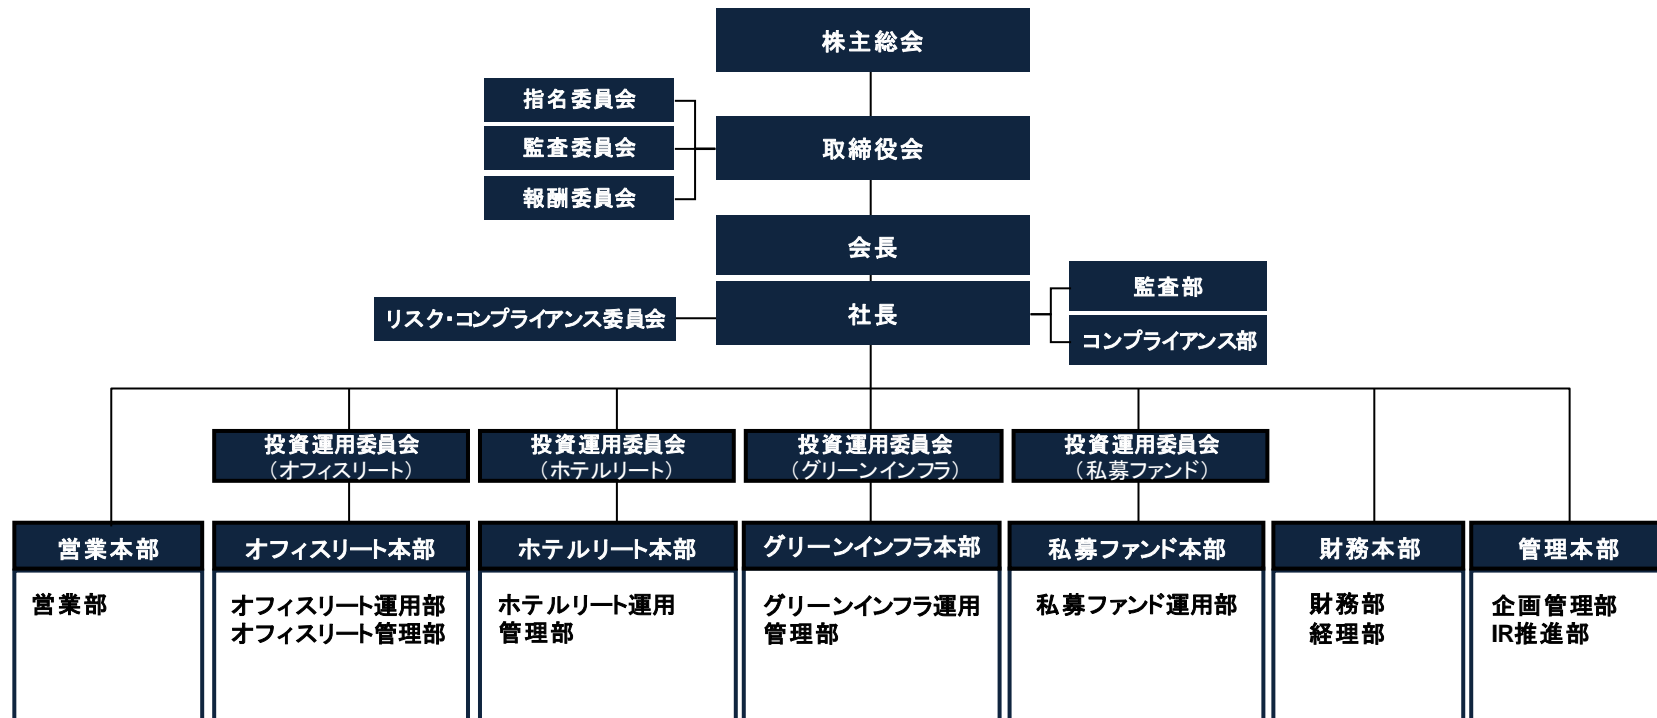 株主総会
指名委員会
監査委員会
報酬委員会
取締役会
会長
社長
リスク・コンプライアンス委員会
監査部
コンプライアンス部
投資運用委員会
（オフィスリート）
投資運用委員会
（ホテルリート）
投資運用委員会
（グリーンインフラ）
投資運用委員会
（私募ファンド）
営業本部
営業部
オフィスリート本部
オフィスリート運用部
オフィスリート管理部
ホテルリート本部
ホテルリート運用
管理部
グリーンインフラ本部
グリーンインフラ運用
管理部
私募ファンド本部
私募ファンド運用部
財務本部
財務部
経理部
管理本部
企画管理部
IR推進部